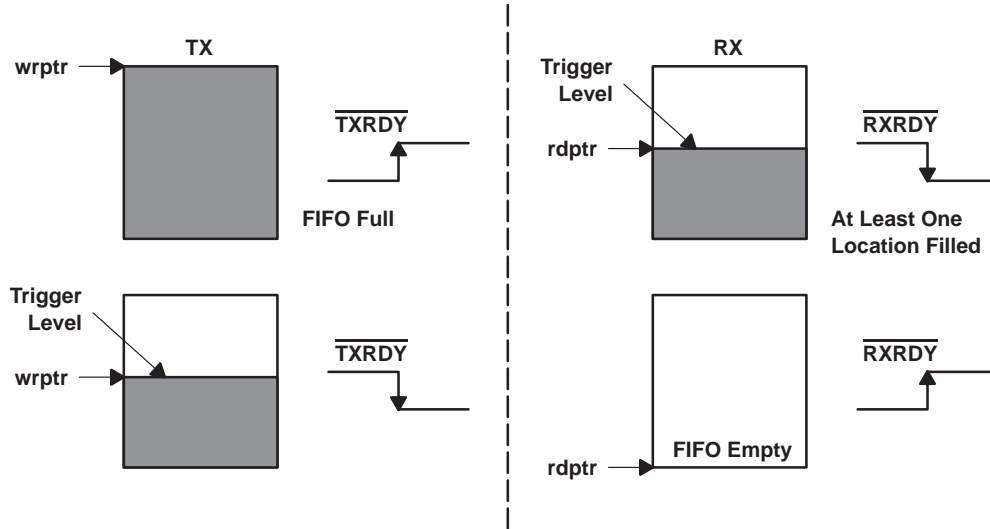 TX
wrptr
TXRDY
FIFO Full
Trigger
Level
wrptr
TXRDY
RX
Trigger
Level
rdptr
RXRDY
At Least One
Location Filled
RXRDY
FIFO Empty
rdptr